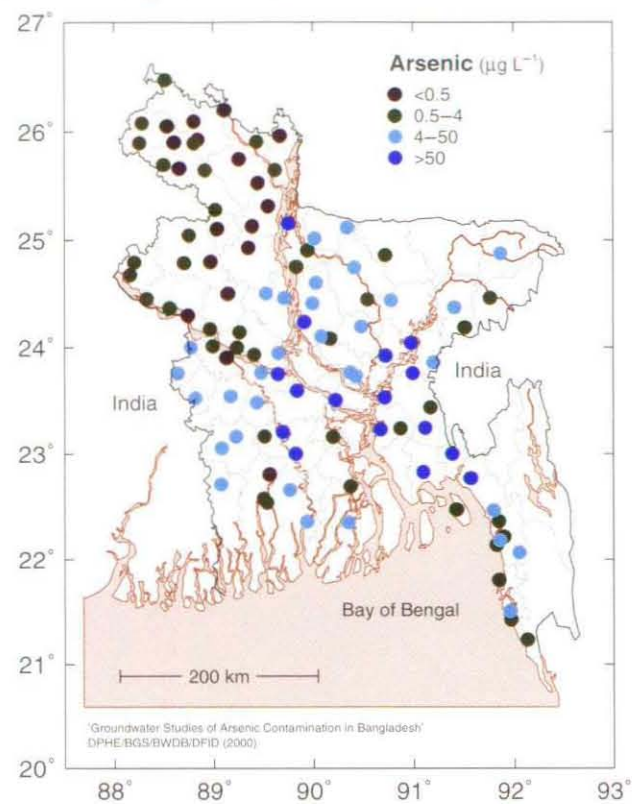 27°
26°
25°
24°
23°
22°
21°
20°
Arsenic (µg L⁻¹)
<0.5
0.5–4
4–50
>50
India
India
Bay of Bengal
200 km
'Groundwater Studies of Arsenic Contamination in Bangladesh'
DPHE/BGS/BWDB/DFID (2000)
88° 89° 90° 91° 92° 93°